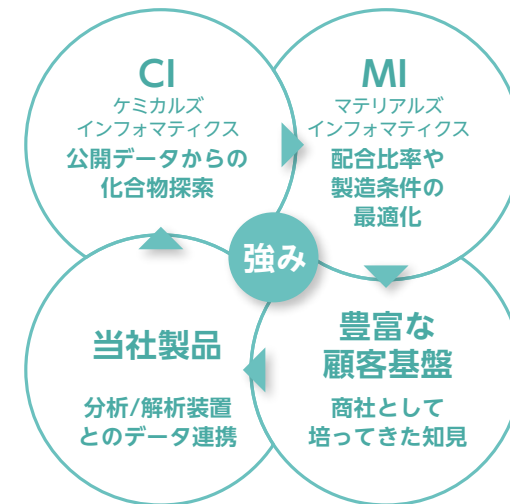 CI
ケミカルズ
インフォマティクス
公開データからの
化合物探索
MI
マテリアルズ
インフォマティクス
配合比率や
製造条件の
最適化
強み
当社製品
分析/解析装置
とのデータ連携
豊富な
顧客基盤
商社として
培ってきた知見